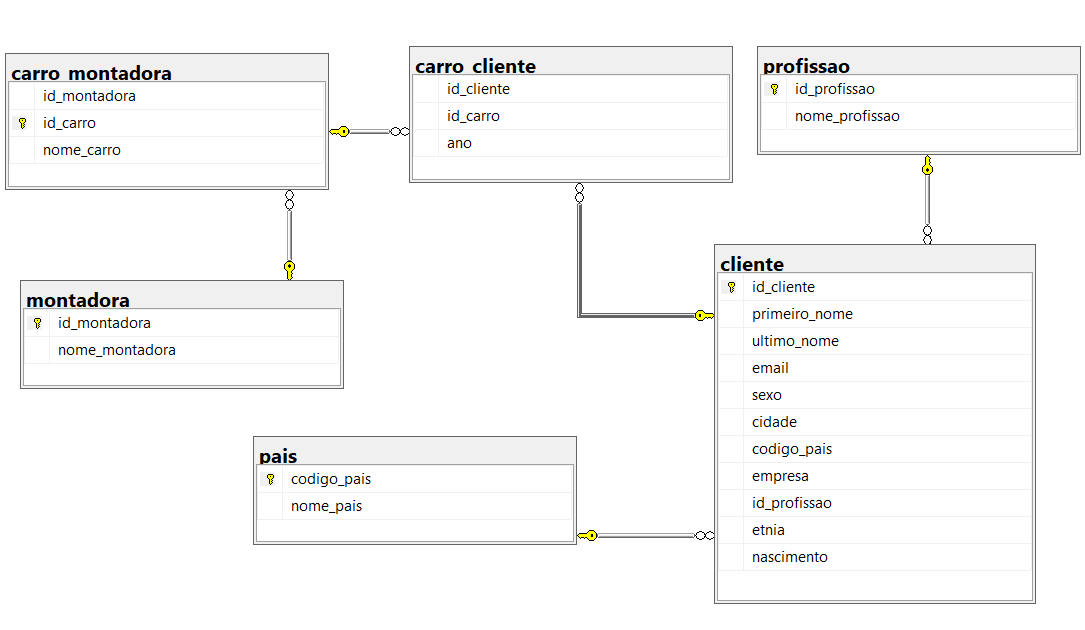 carro_montadora
id_montadora
id_carro
nome_carro
carro_cliente
id_cliente
id_carro
ano
profissao
id_profissao
nome_profissao
montadora
id_montadora
nome_montadora
cliente
id_cliente
primeiro_nome
ultimo_nome
email
sexo
cidade
codigo_pais
empresa
id_profissao
etnia
nascimento
pais
codigo_pais
nome_pais